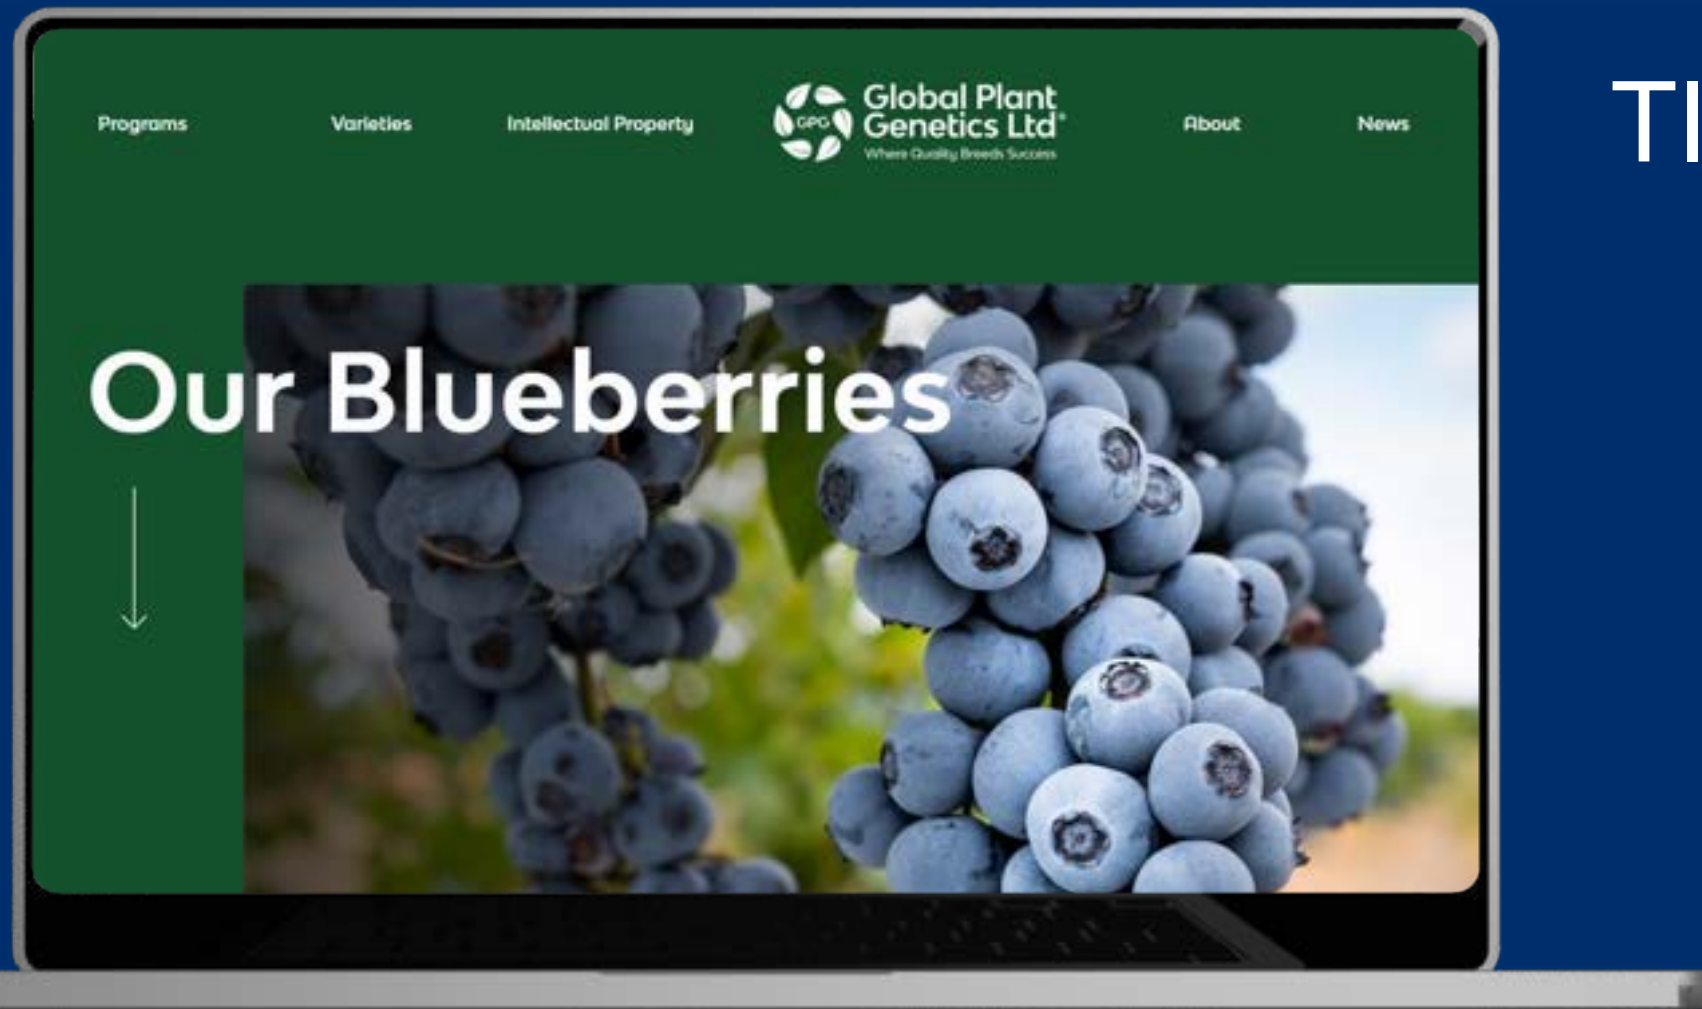 Programs
Varieties
Intellectual Property
GPG
Global Plant
Genetics Ltd®
Where Quality Breeds Success
About
News
Our Blueberries